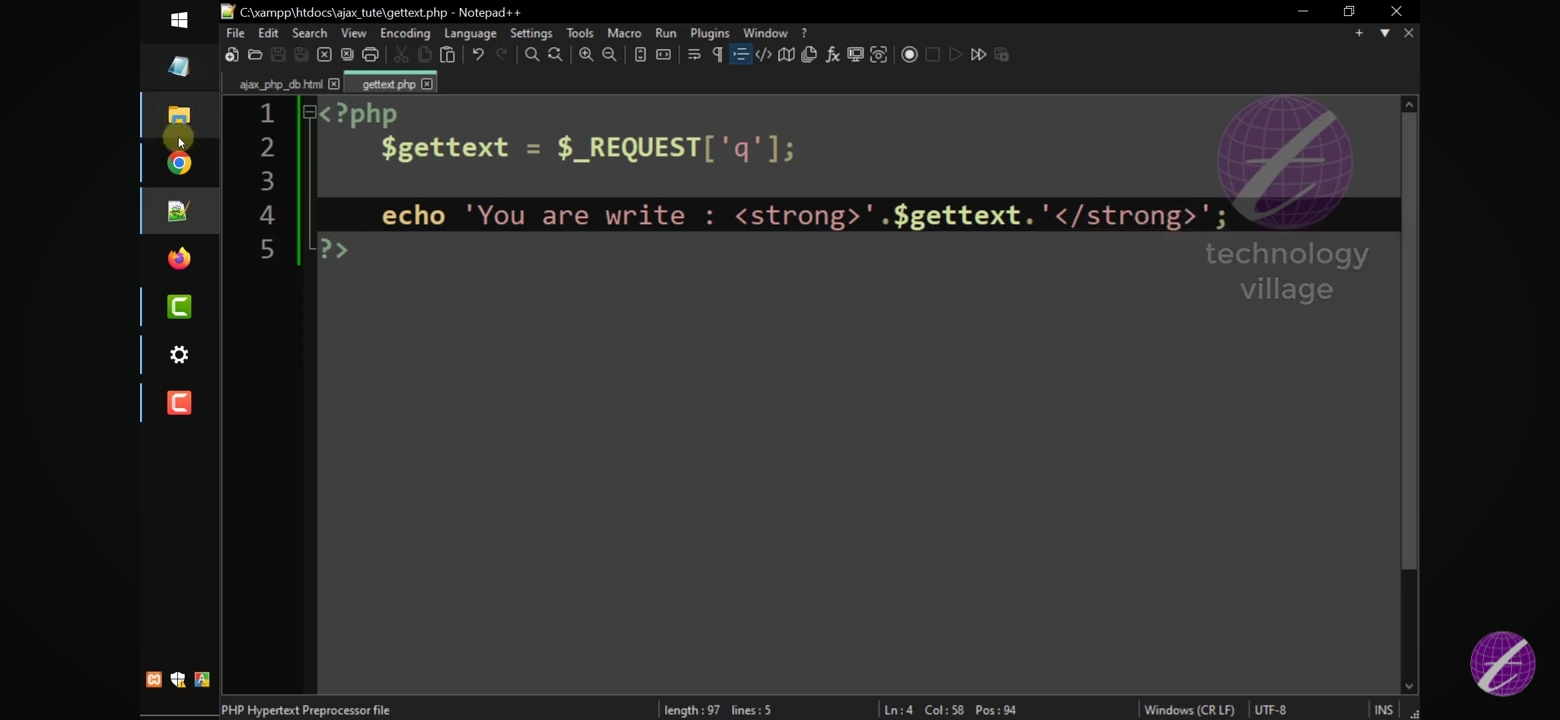 C:\xampp\htdocs\ajax_tute\gettext.php - Notepad++
File Edit Search View Encoding Language Settings Tools Macro Run Plugins Window ?
ajax_php_db.html gettext.php
1 <?php
2 $gettext = $_REQUEST['q'];
3
4 echo 'You are write : <strong>'.$gettext.'</strong>';
5 ?>
technology
village
PHP Hypertext Preprocessor file length : 97 lines : 5 Ln : 4 Col : 58 Pos : 94 Windows (CR LF) UTF-8 INS